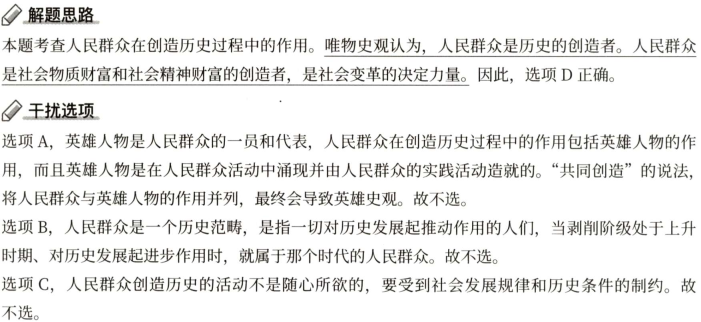 解题思路
本题考查人民群众在创造历史过程中的作用。唯物史观认为，人民群众是历史的创造者。人民群众
是社会物质财富和社会精神财富的创造者，是社会变革的决定力量。因此，选项 D 正确。
干扰选项
选项 A，英雄人物是人民群众的一员和代表，人民群众在创造历史过程中的作用包括英雄人物的作
用，而且英雄人物是在人民群众活动中涌现并由人民群众的实践活动造就的。“共同创造”的说法，
将人民群众与英雄人物的作用并列，最终会导致英雄史观。故不选。
选项 B，人民群众是一个历史范畴，是指一切对历史发展起推动作用的人们，当剥削阶级处于上升
时期、对历史发展起进步作用时，就属于那个时代的人民群众。故不选。
选项 C，人民群众创造历史的活动不是随心所欲的，要受到社会发展规律和历史条件的制约。故
不选。